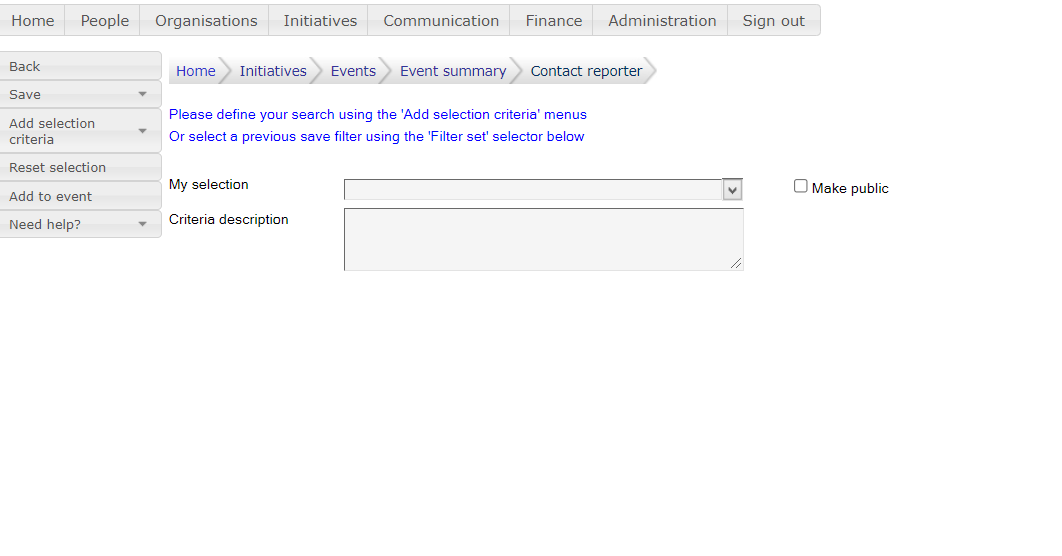 Home People Organisations Initiatives Communication Finance Administration Sign out
Back
Save
Add selection
criteria
Reset selection
Add to event
Need help?
Home Initiatives Events Event summary Contact reporter
Please define your search using the 'Add selection criteria' menus
Or select a previous save filter using the 'Filter set' selector below
My selection
Make public
Criteria description